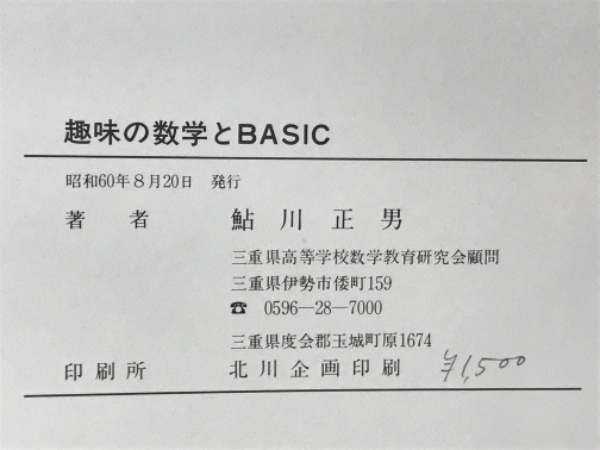 趣味の数学とBASIC
昭和60年8月20日 発行
著 者 鮎 川 正 男
三重県高等学校数学教育研究会顧問
三重県伊勢市倭町159
☎ 0596―28―7000
三重県度会郡玉城町原1674
印 刷 所 北 川 企 画 印 刷 ¥1,500